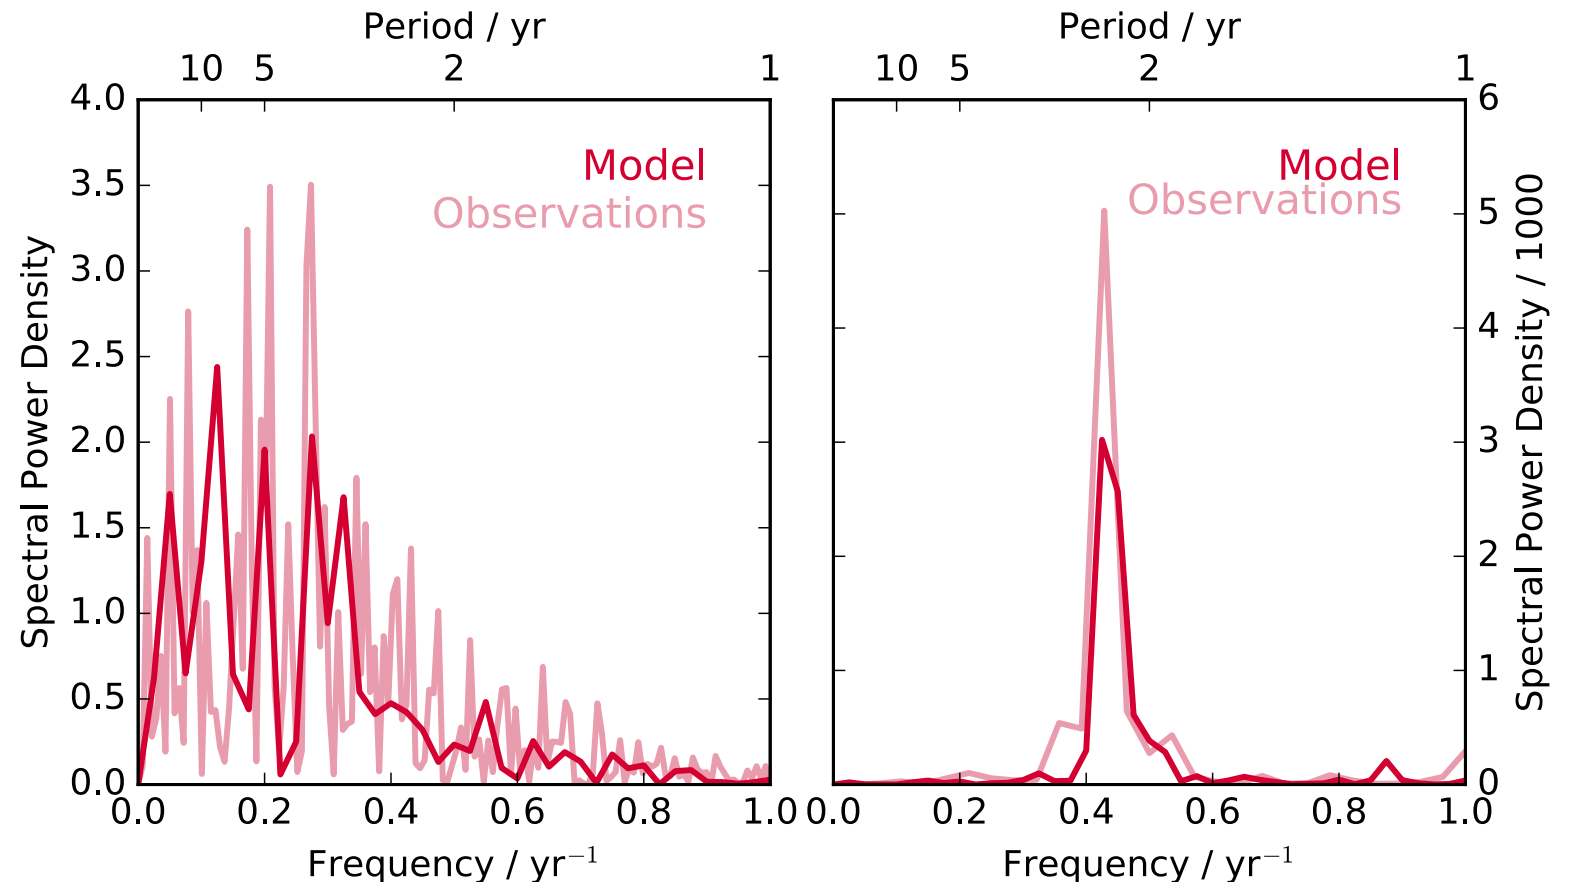 Period / yr
10 5 2 1
4.0
3.5
3.0
2.5
2.0
1.5
1.0
0.5
0.0
Spectral Power Density
Model
Observations
0.0 0.2 0.4 0.6 0.8 1.0
Frequency / yr⁻¹
Period / yr
10 5 2 1
Model
Observations
6
5
4
3
2
1
0
Spectral Power Density / 1000
0.0 0.2 0.4 0.6 0.8 1.0
Frequency / yr⁻¹